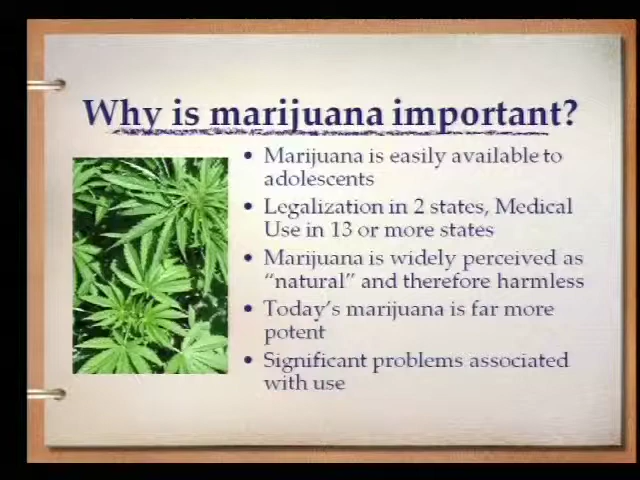 Why is marijuana important?
• Marijuana is easily available to
adolescents
• Legalization in 2 states, Medical
Use in 13 or more states
• Marijuana is widely perceived as
“natural” and therefore harmless
• Today’s marijuana is far more
potent
• Significant problems associated
with use